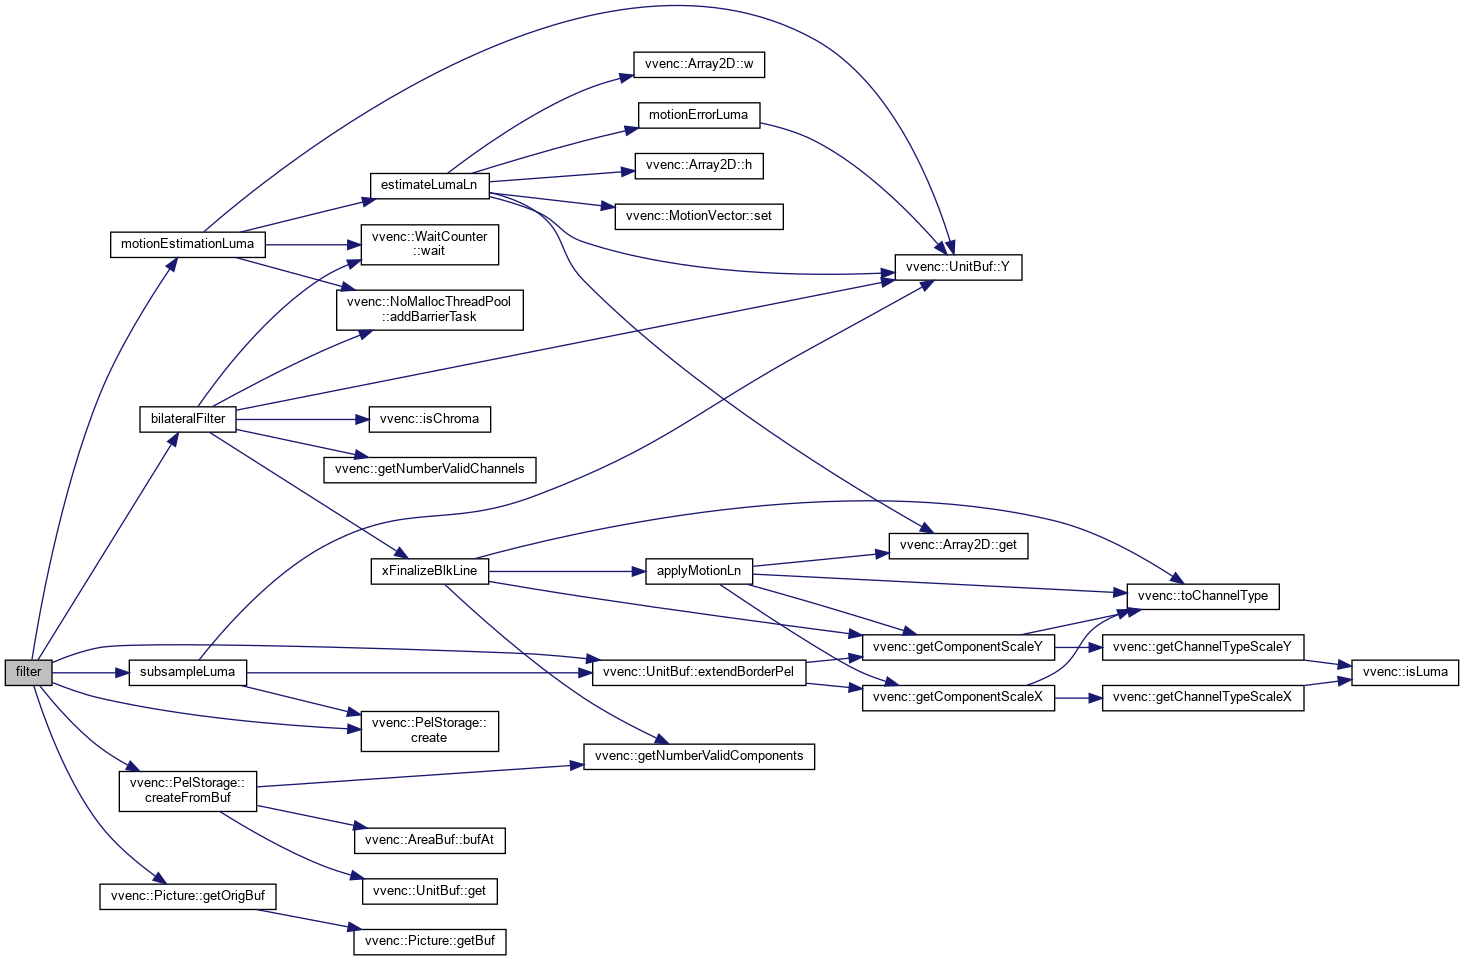 vvenc::Array2D::w
motionErrorLuma
vvenc::Array2D::h
estimateLumaLn
vvenc::MotionVector::set
motionEstimationLuma
vvenc::WaitCounter
::wait
vvenc::UnitBuf::Y
vvenc::NoMallocThreadPool
::addBarrierTask
bilateralFilter
vvenc::isChroma
vvenc::getNumberValidChannels
vvenc::Array2D::get
xFinalizeBlkLine
applyMotionLn
vvenc::toChannelType
vvenc::getComponentScaleY
vvenc::getChannelTypeScaleY
filter
subsampleLuma
vvenc::UnitBuf::extendBorderPel
vvenc::isLuma
vvenc::getComponentScaleX
vvenc::getChannelTypeScaleX
vvenc::PelStorage::
create
vvenc::getNumberValidComponents
vvenc::PelStorage::
createFromBuf
vvenc::AreaBuf::bufAt
vvenc::UnitBuf::get
vvenc::Picture::getOrigBuf
vvenc::Picture::getBuf